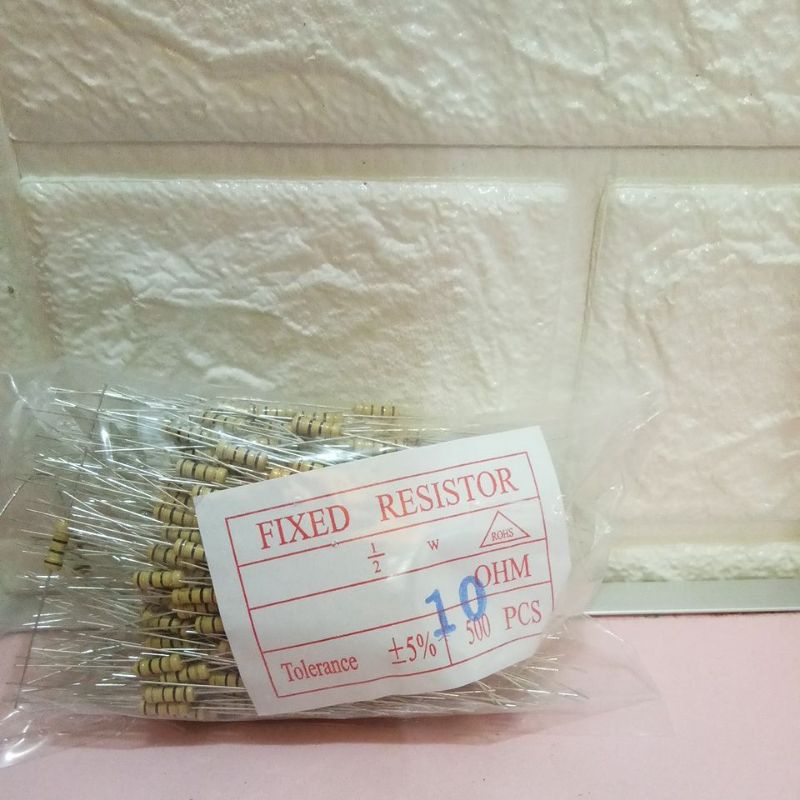 FIXED RESISTOR
1/2 W ROHS
10 OHM
Tolerance ±5% 500 PCS